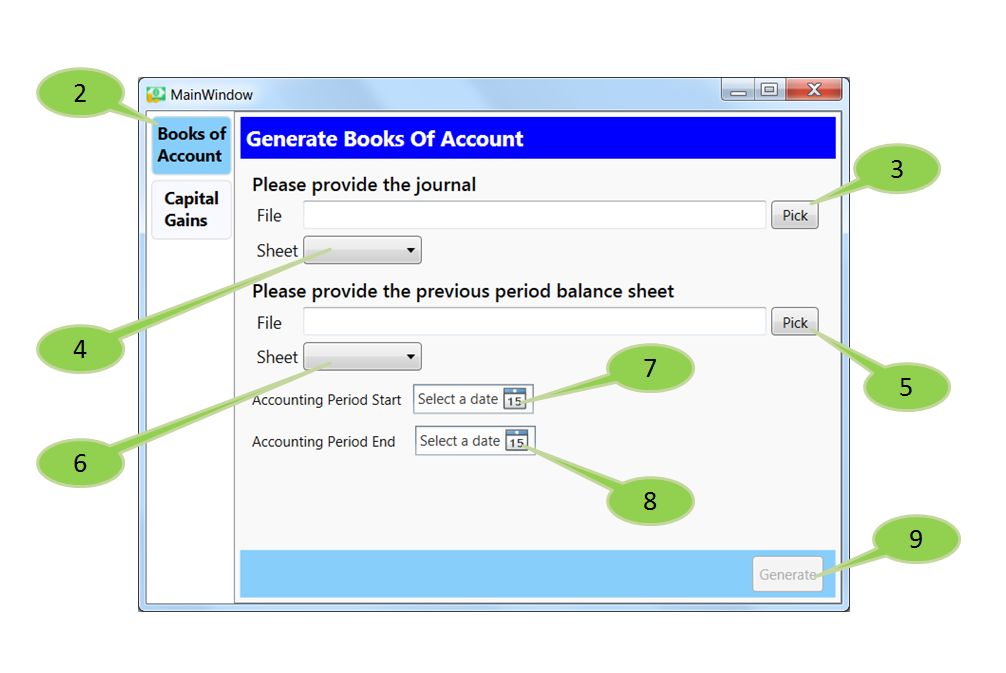 2
MainWindow
Books of
Account
Generate Books Of Account
3
Capital
Gains
Please provide the journal
File
Pick
Sheet
4
Please provide the previous period balance sheet
File
Pick
Sheet
7
5
Accounting Period Start
Select a date
15
Accounting Period End
Select a date
15
6
8
9
Generate